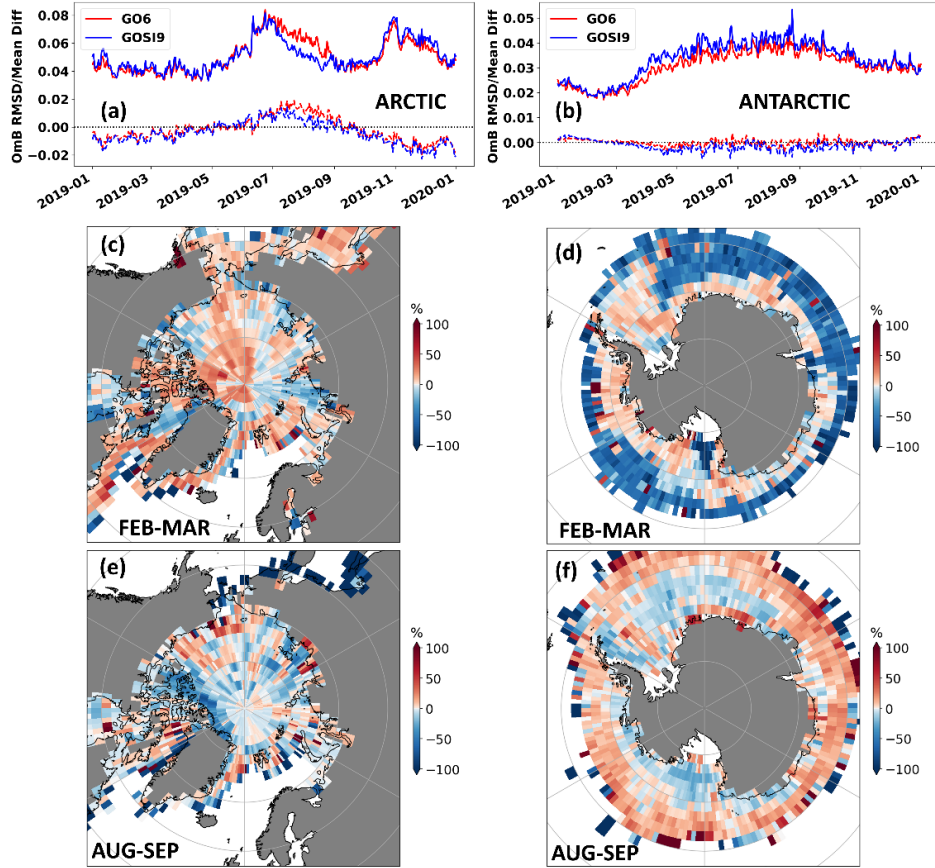 OmB RMSD/Mean Diff
0.08
0.06
0.04
0.02
0.00
−0.02
GO6
GOSI9
(a)
ARCTIC
2019-01
2019-03
2019-05
2019-07
2019-09
2019-11
2020-01
OmB RMSD/Mean Diff
0.05
0.04
0.03
0.02
0.01
0.00
GO6
GOSI9
(b)
ANTARCTIC
2019-01
2019-03
2019-05
2019-07
2019-09
2019-11
2020-01
(c)
FEB-MAR
%
100
50
0
−50
−100
(d)
FEB-MAR
%
100
50
0
−50
−100
(e)
AUG-SEP
%
100
50
0
−50
−100
(f)
AUG-SEP
%
100
50
0
−50
−100